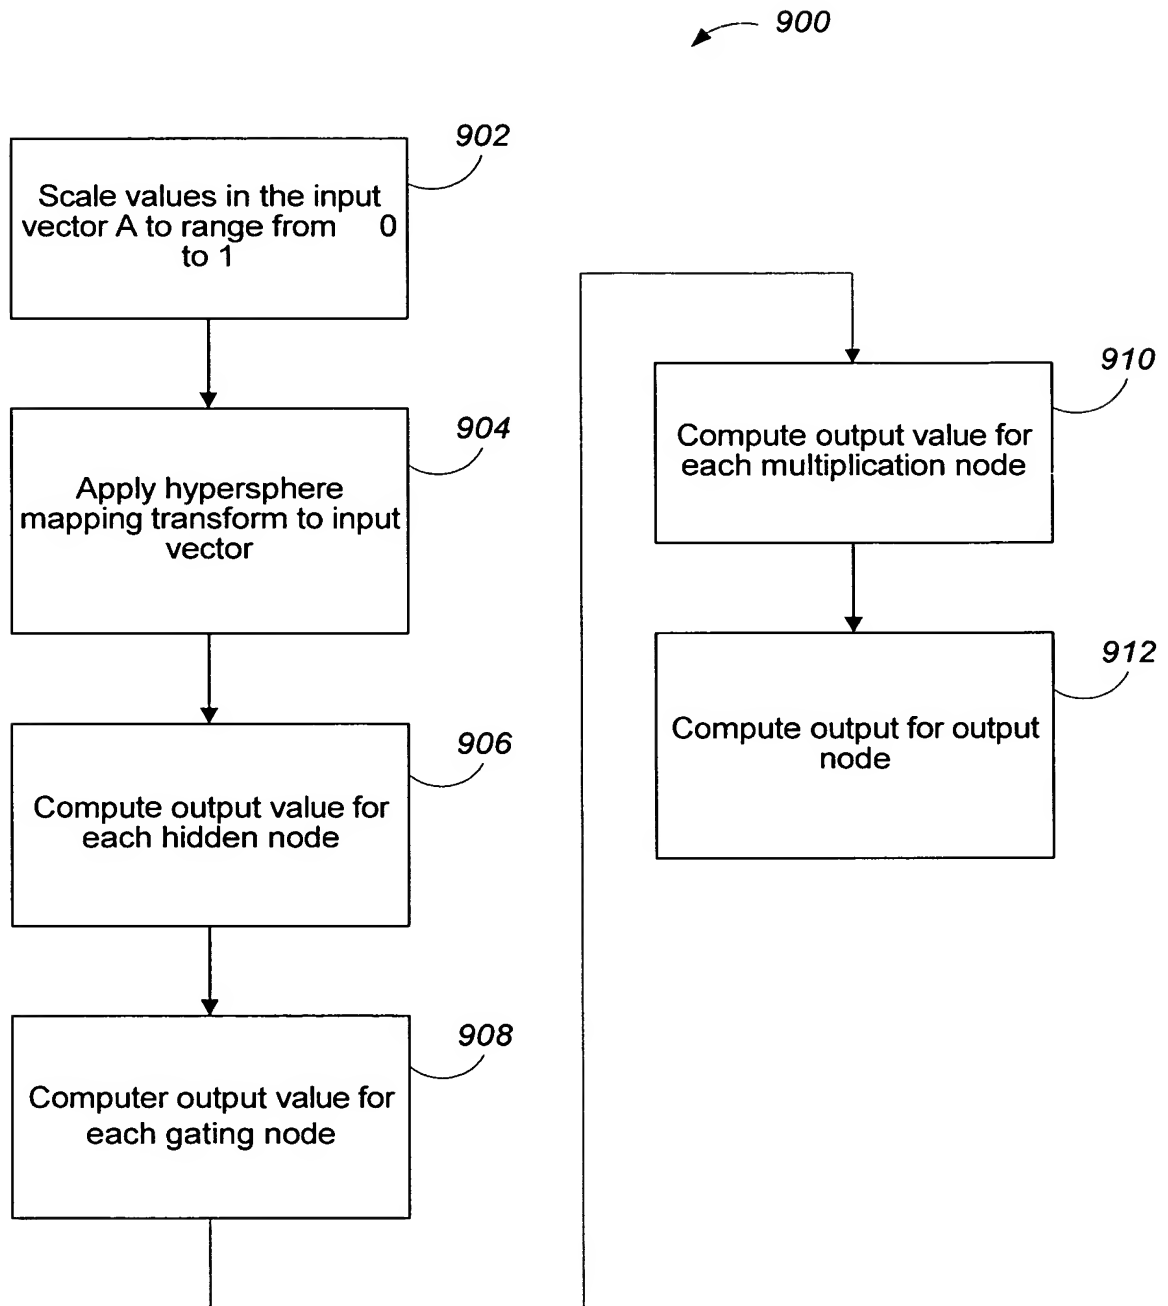 900
902
Scale values in the input
vector A to range from 0
to 1
904
Apply hypersphere
mapping transform to input
vector
906
Compute output value for
each hidden node
908
Computer output value for
each gating node
910
Compute output value for
each multiplication node
912
Compute output for output
node